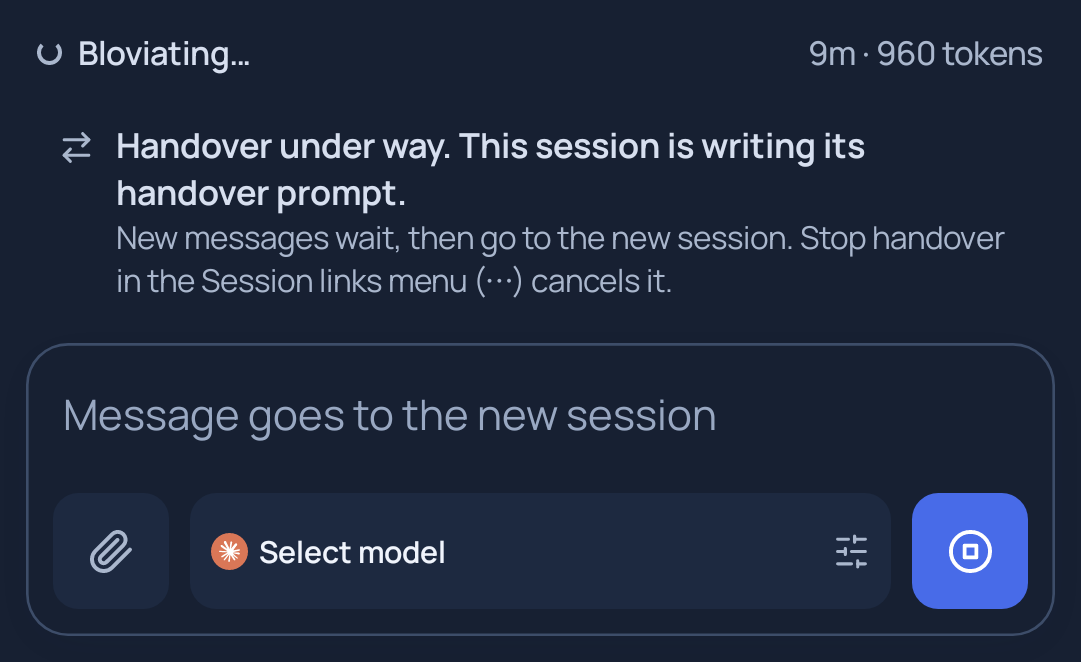 Bloviating...
9m · 960 tokens
Handover under way. This session is writing its
handover prompt.
New messages wait, then go to the new session. Stop handover
in the Session links menu (···) cancels it.
Message goes to the new session
Select model